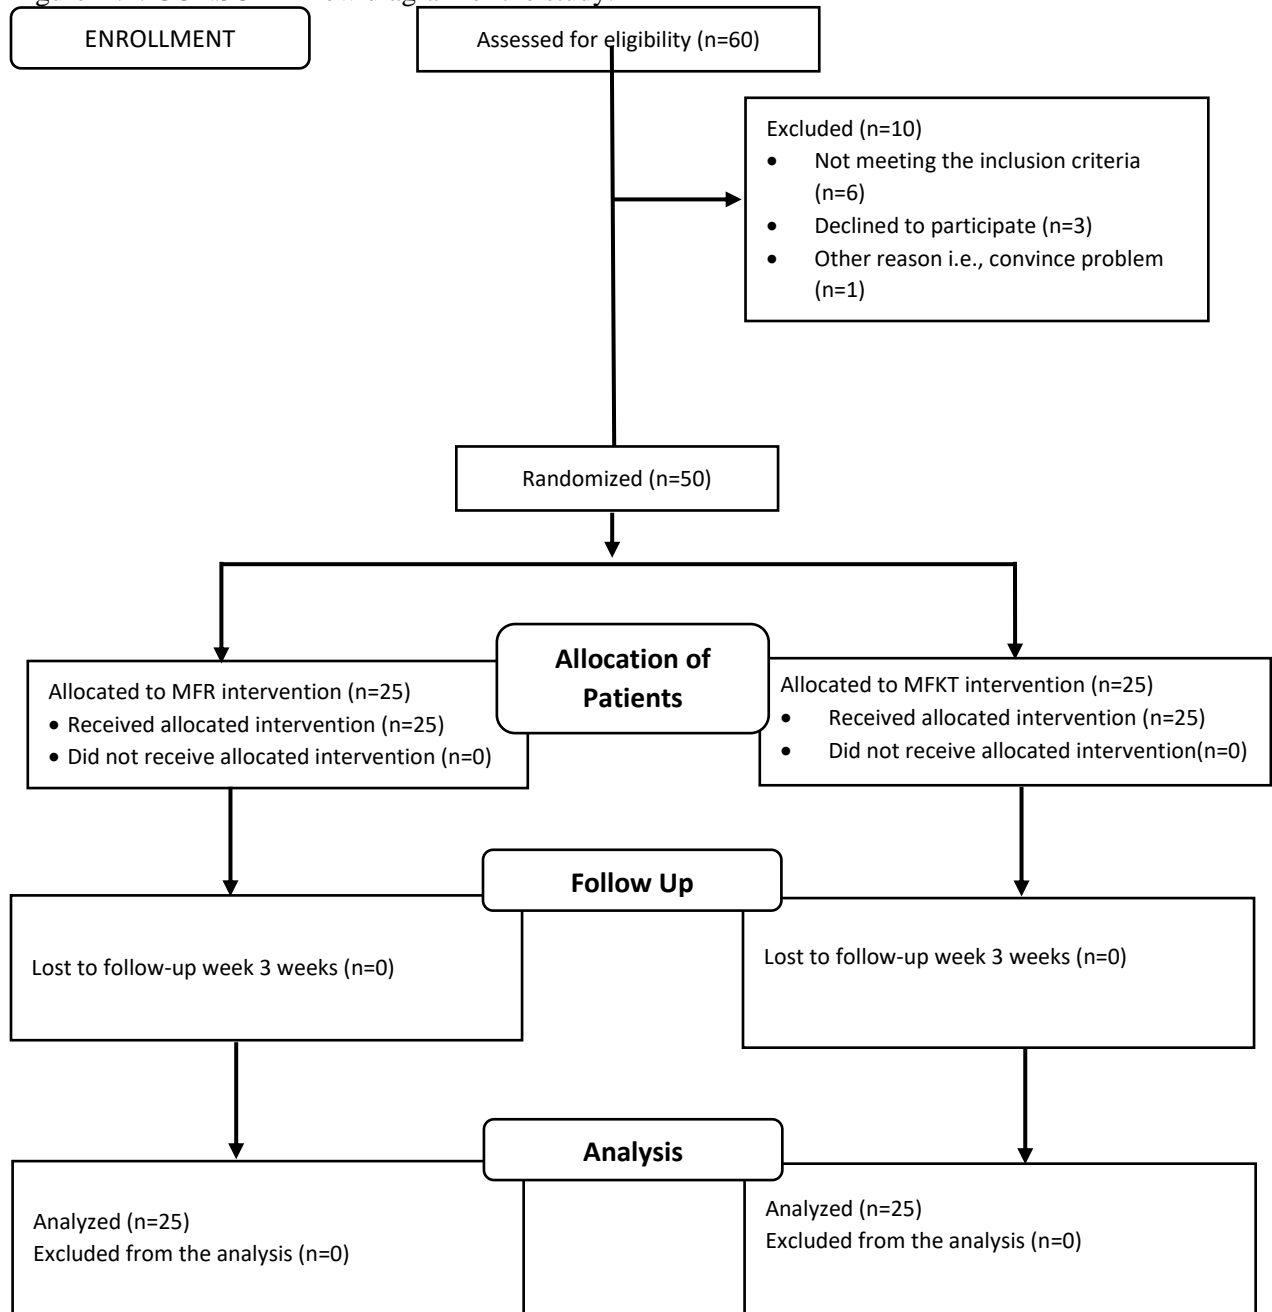 ENROLLMENT
Assessed for eligibility (n=60)
Excluded (n=10)
• Not meeting the inclusion criteria
(n=6)
• Declined to participate (n=3)
• Other reason i.e., convince problem
(n=1)
Randomized (n=50)
Allocation of
Patients
Allocated to MFR intervention (n=25)
• Received allocated intervention (n=25)
• Did not receive allocated intervention (n=0)
Allocated to MFKT intervention (n=25)
• Received allocated intervention (n=25)
• Did not receive allocated intervention(n=0)
Follow Up
Lost to follow-up week 3 weeks (n=0)
Lost to follow-up week 3 weeks (n=0)
Analysis
Analyzed (n=25)
Excluded from the analysis (n=0)
Analyzed (n=25)
Excluded from the analysis (n=0)